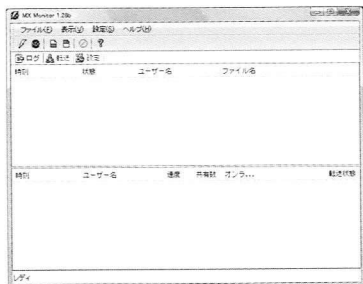 MX Monitor 1.28b
ファイル(F) 表示(V) 設定(S) ヘルプ(H)
ログ 転送 設定
時刻 状態 ユーザー名 ファイル名
時刻 ユーザー名 速度 共有数 オンラ... 転送状態
レディ